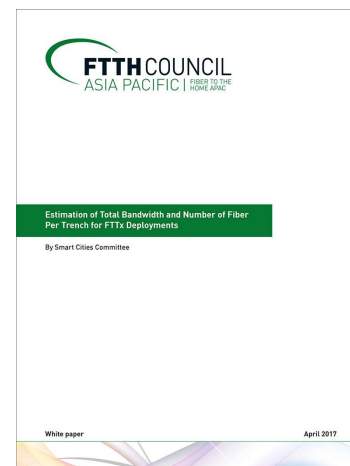 FTTH COUNCIL
ASIA PACIFIC | FIBER TO THE
HOME APAC
Estimation of Total Bandwidth and Number of Fiber
Per Trench for FTTx Deployments
By Smart Cities Committee
White paper
April 2017